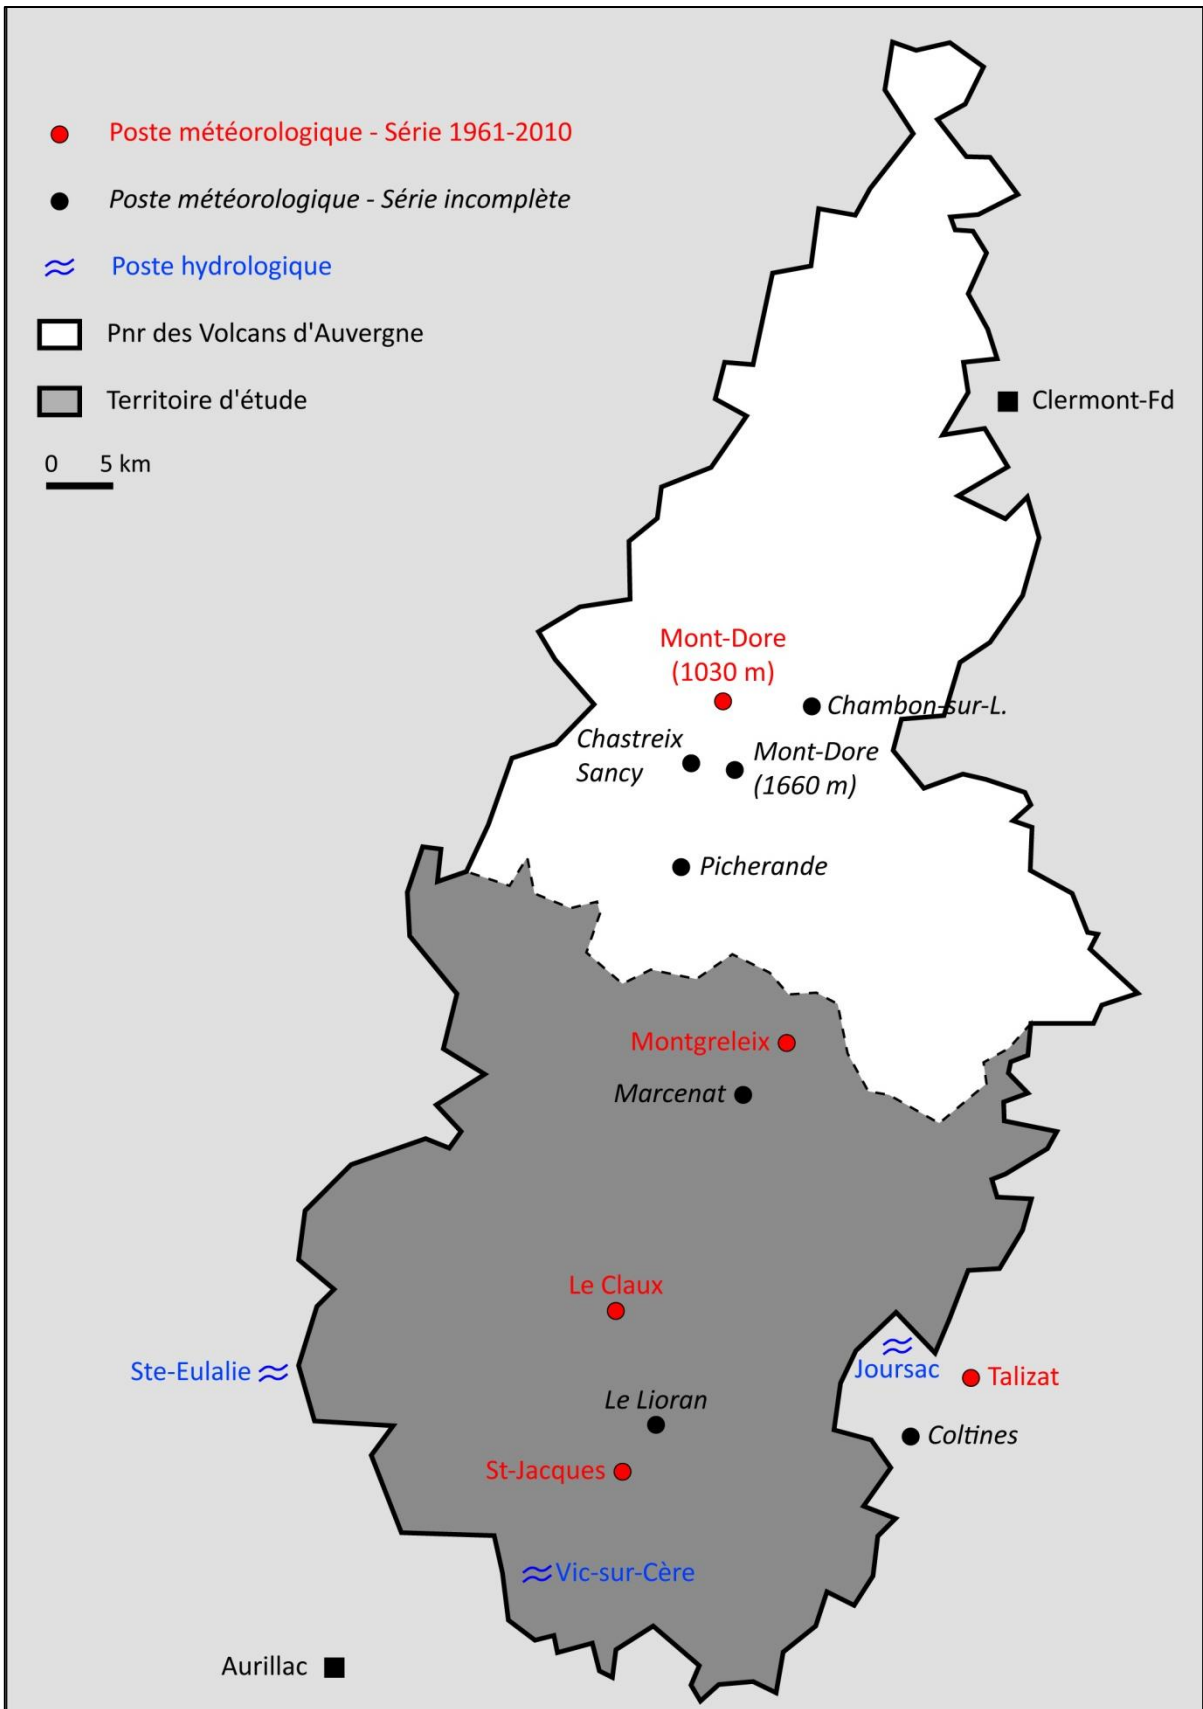 Poste météorologique - Série 1961-2010
Poste météorologique - Série incomplète
Poste hydrologique
Pnr des Volcans d'Auvergne
Territoire d'étude
0 5 km
Clermont-Fd
Mont-Dore
(1030 m)
Chambon-sur-L.
Chastreix
Sancy
Mont-Dore
(1660 m)
Picherande
Montgreleix
Marcenat
Le Claux
Ste-Eulalie
Joursac
Talizat
Le Lioran
Coltines
St-Jacques
Vic-sur-Cère
Aurillac